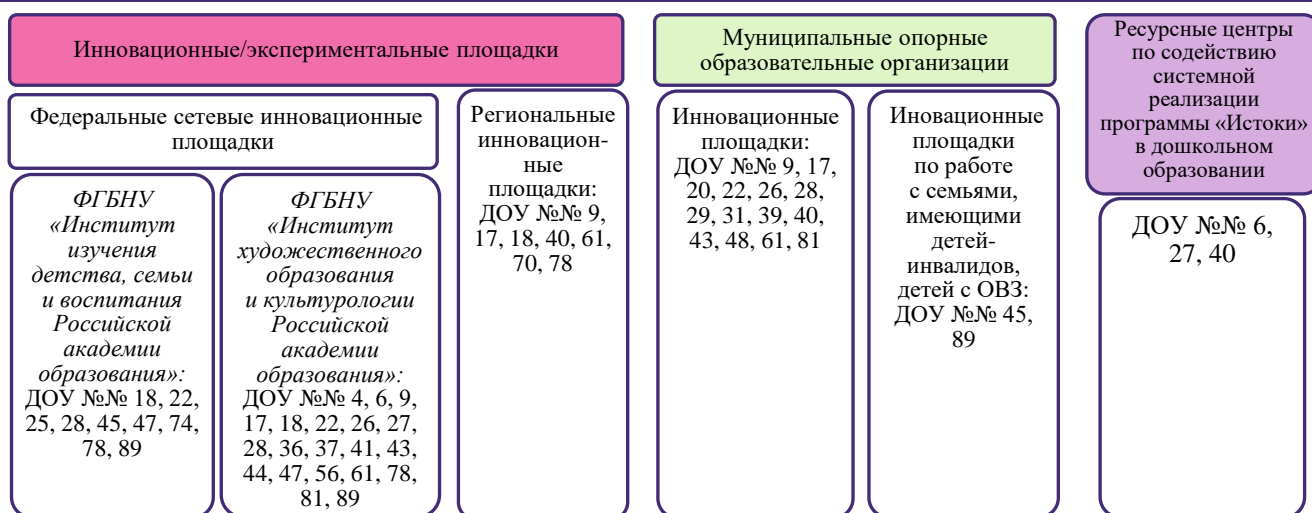 Инновационные/экспериментальные площадки
Федеральные сетевые инновационные
площадки
ФГБНУ
«Институт
изучения
детства, семьи
и воспитания
Российской
академии
образования»:
ДОУ №№ 18, 22,
25, 28, 45, 47, 74,
78, 89
ФГБНУ
«Институт
художественного
образования
и культурологии
Российской
академии
образования»:
ДОУ №№ 4, 6, 9,
17, 18, 22, 26, 27,
28, 36, 37, 41, 43,
44, 47, 56, 61, 78,
81, 89
Региональные
инновацион-
ные
площадки:
ДОУ №№ 9,
17, 18, 40, 61,
70, 78
Муниципальные опорные
образовательные организации
Инновационные
площадки:
ДОУ №№ 9, 17,
20, 22, 26, 28,
29, 31, 39, 40,
43, 48, 61, 81
Иновационные
площадки
по работе
с семьями,
имеющими
детей-
инвалидов,
детей с ОВЗ:
ДОУ №№ 45,
89
Ресурсные центры
по содействию
системной
реализации
программы «Истоки»
в дошкольном
образовании
ДОУ №№ 6,
27, 40